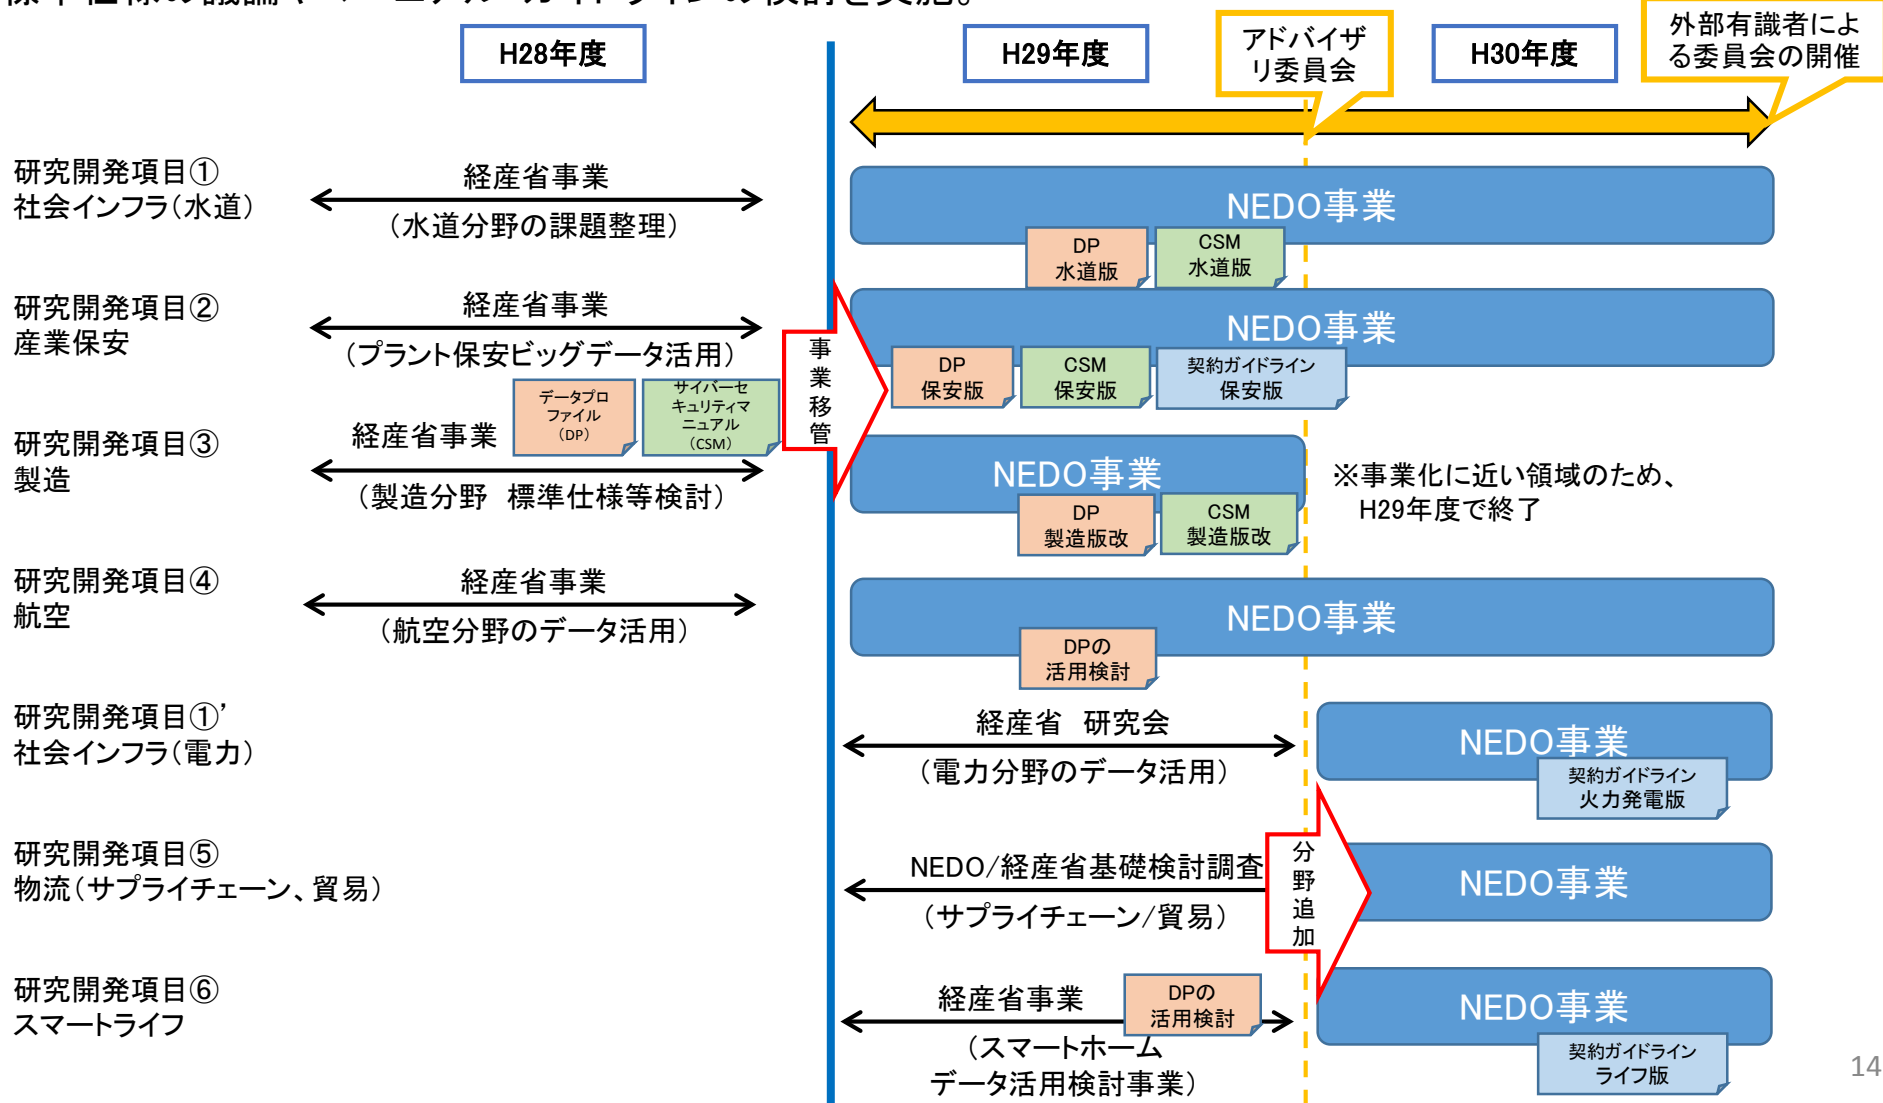 H28年度
H29年度
アドバイザ
リ委員会
H30年度
外部有識者によ
る委員会の開催
研究開発項目①
社会インフラ(水道)
経産省事業
(水道分野の課題整理)
NEDO事業
DP
水道版
CSM
水道版
研究開発項目②
産業保安
経産省事業
(プラント保安ビッグデータ活用)
NEDO事業
DP
保安版
CSM
保安版
契約ガイドライン
保安版
事
業
移
管
研究開発項目③
製造
経産省事業
データプロ
ファイル
(DP)
サイバーセ
キュリティマ
ニュアル
(CSM)
(製造分野 標準仕様等検討)
NEDO事業
DP
製造版改
CSM
製造版改
※事業化に近い領域のため、
H29年度で終了
研究開発項目④
航空
経産省事業
(航空分野のデータ活用)
NEDO事業
DPの
活用検討
研究開発項目①’
社会インフラ(電力)
経産省 研究会
(電力分野のデータ活用)
NEDO事業
契約ガイドライン
火力発電版
研究開発項目⑤
物流(サプライチェーン、貿易)
NEDO/経産省基礎検討調査
(サプライチェーン/貿易)
分
野
追
加
NEDO事業
研究開発項目⑥
スマートライフ
経産省事業
DPの
活用検討
(スマートホーム
データ活用検討事業)
NEDO事業
契約ガイドライン
ライフ版
14